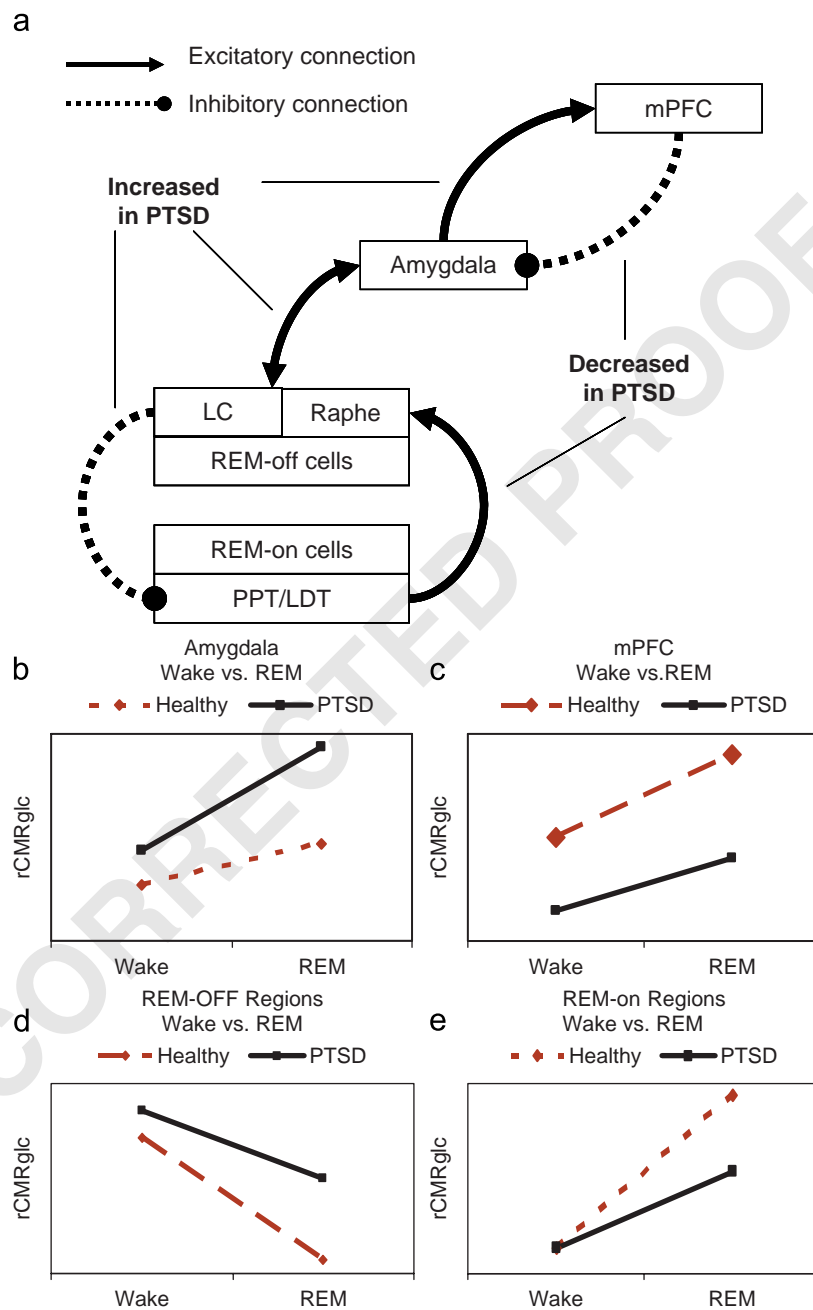 a
Excitatory connection
Inhibitory connection
mPFC
Increased
in PTSD
Amygdala
Decreased
in PTSD
LC
Raphe
REM-off cells
REM-on cells
PPT/LDT
CORRECTED PROOF
b
Amygdala
Wake vs. REM
Healthy
PTSD
rCMRglc
Wake
REM
c
mPFC
Wake vs.REM
Healthy
PTSD
rCMRglc
Wake
REM
d
REM-OFF Regions
Wake vs. REM
Healthy
PTSD
rCMRglc
Wake
REM
e
REM-on Regions
Wake vs. REM
Healthy
PTSD
rCMRglc
Wake
REM